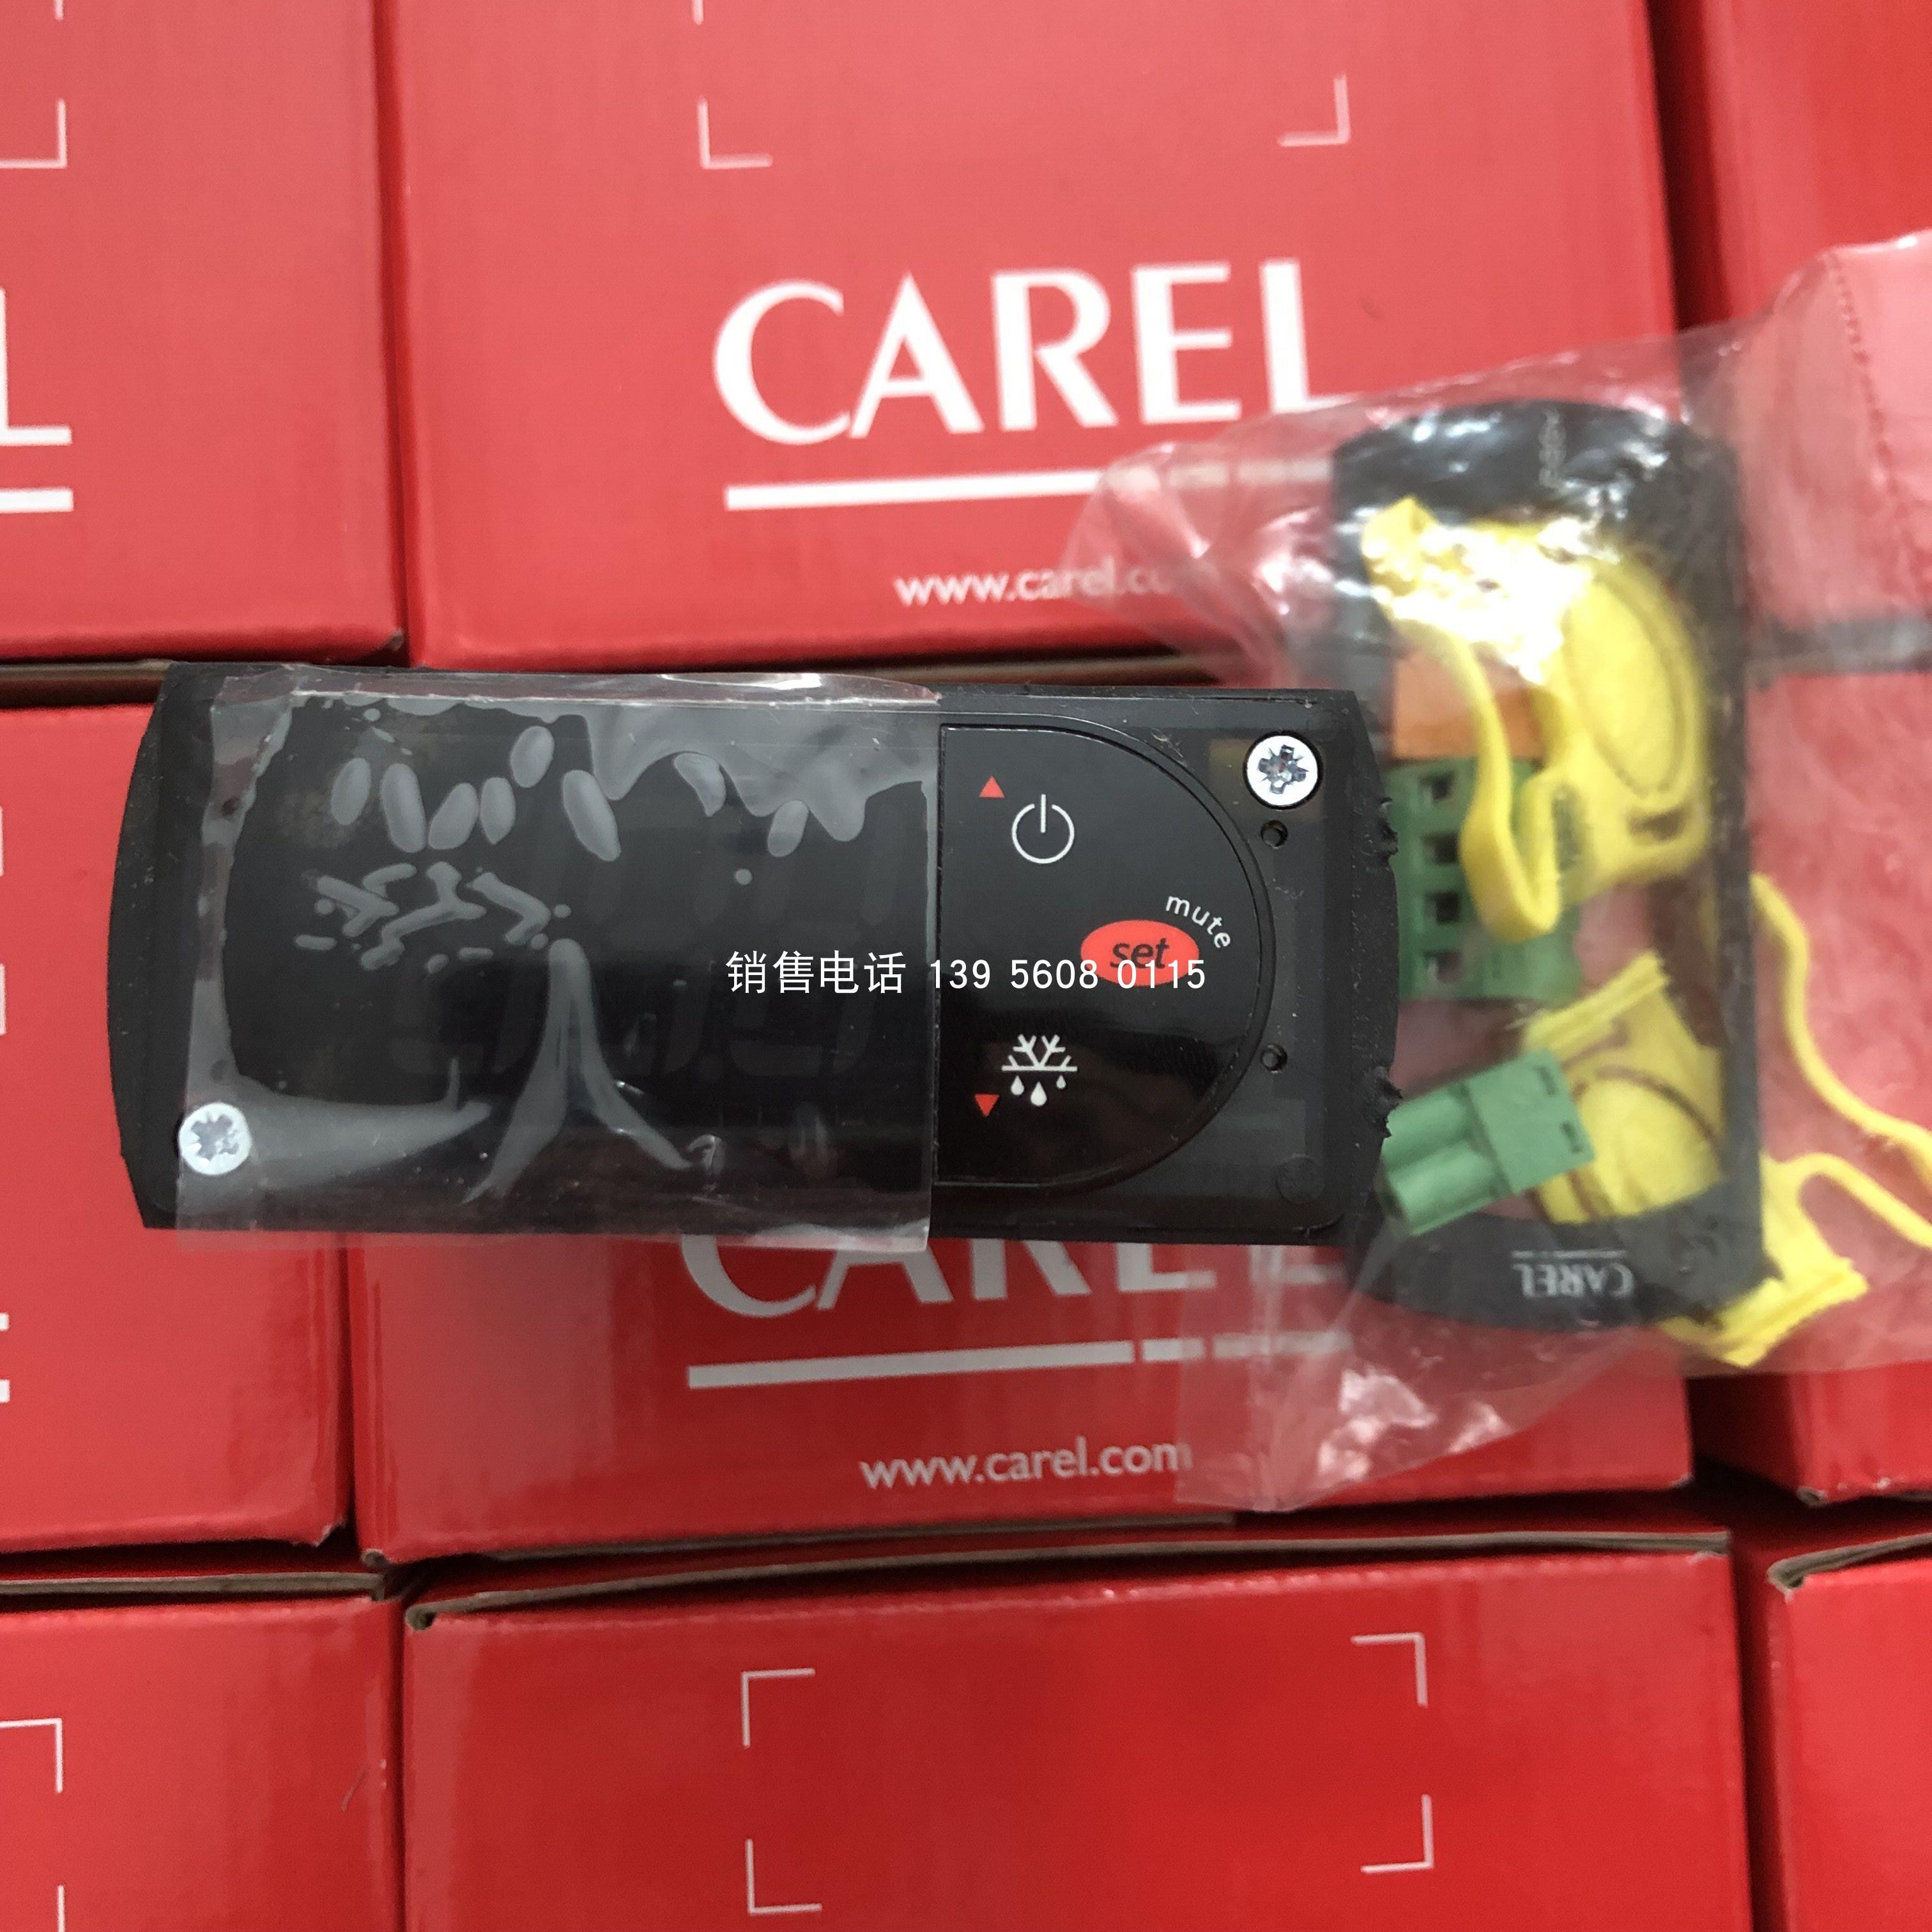 CAREL
www.carel.co
mute
set
销售电话 139 5608 0115
CAREL
CAREL
www.carel.com